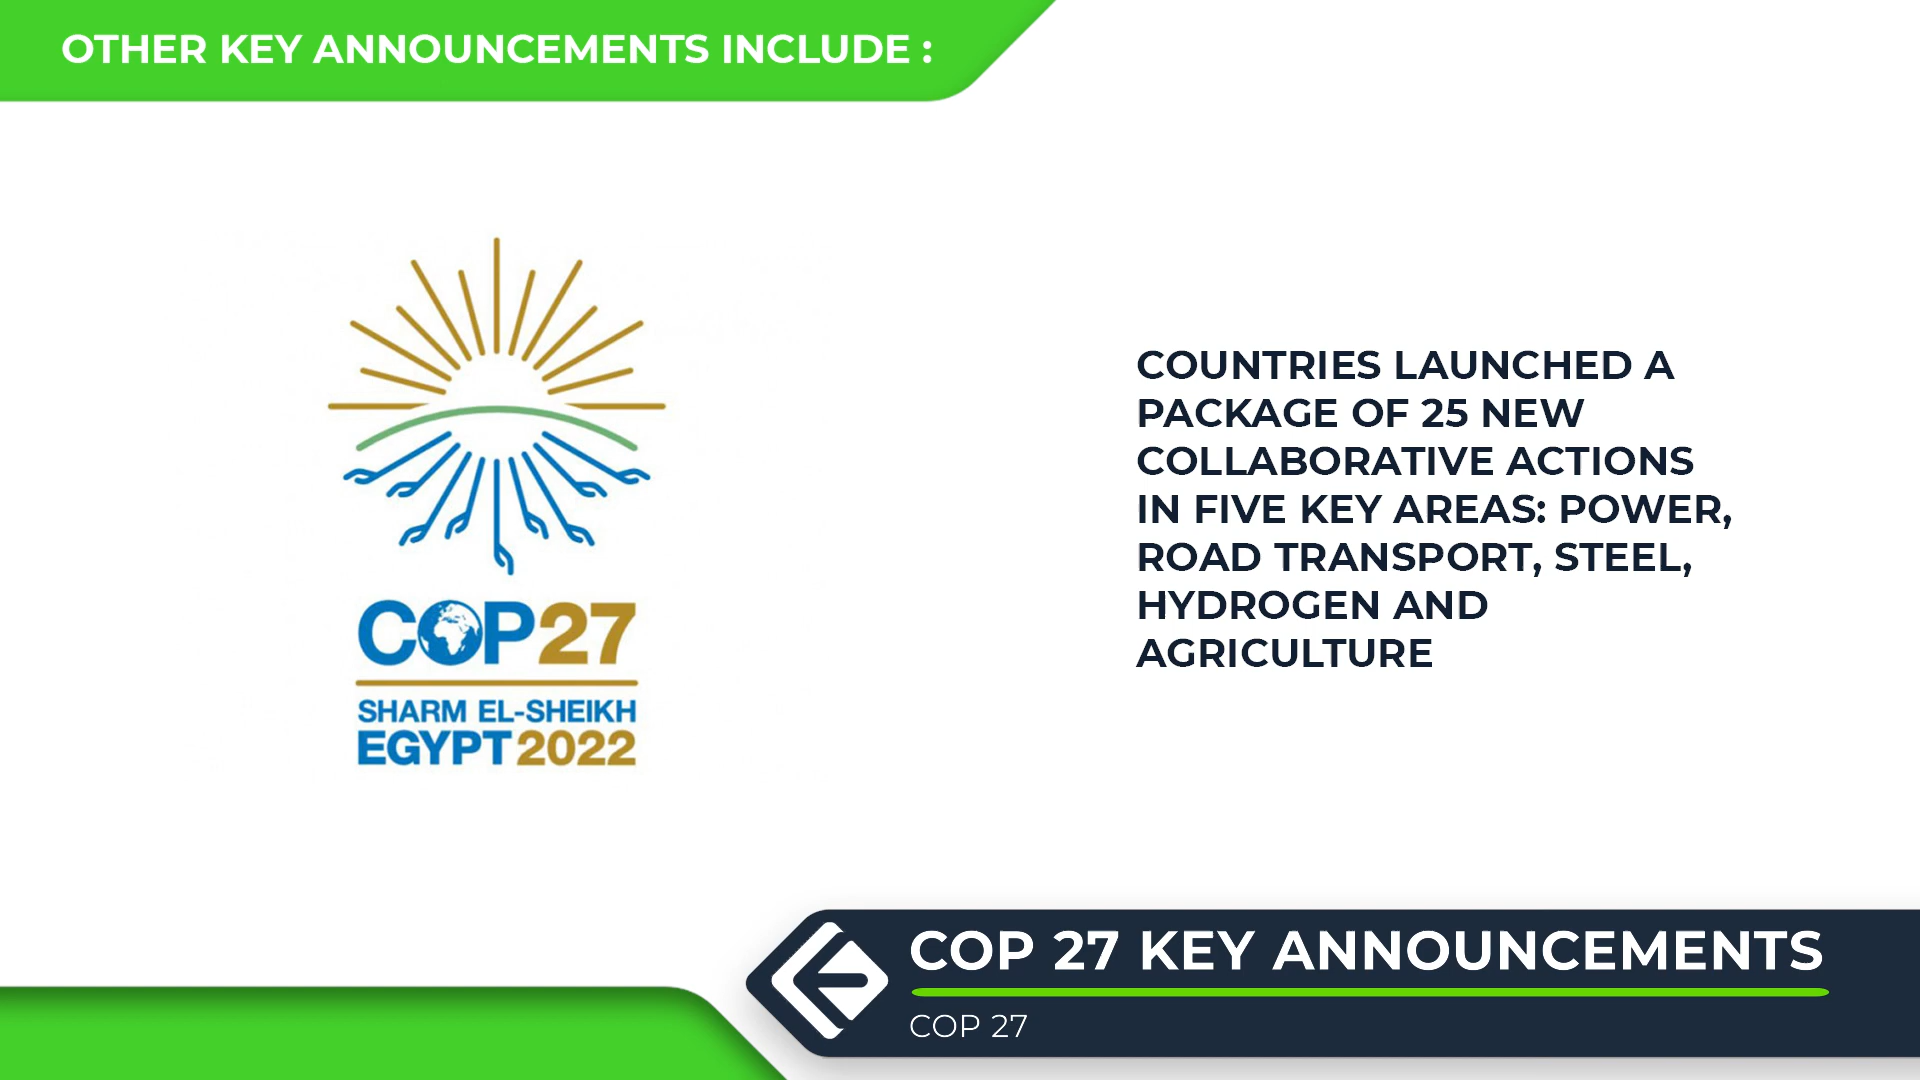 OTHER KEY ANNOUNCEMENTS INCLUDE :
COP27
SHARM EL-SHEIKH
EGYPT 2022
COUNTRIES LAUNCHED A
PACKAGE OF 25 NEW
COLLABORATIVE ACTIONS
IN FIVE KEY AREAS: POWER,
ROAD TRANSPORT, STEEL,
HYDROGEN AND
AGRICULTURE
COP 27 KEY ANNOUNCEMENTS
COP 27